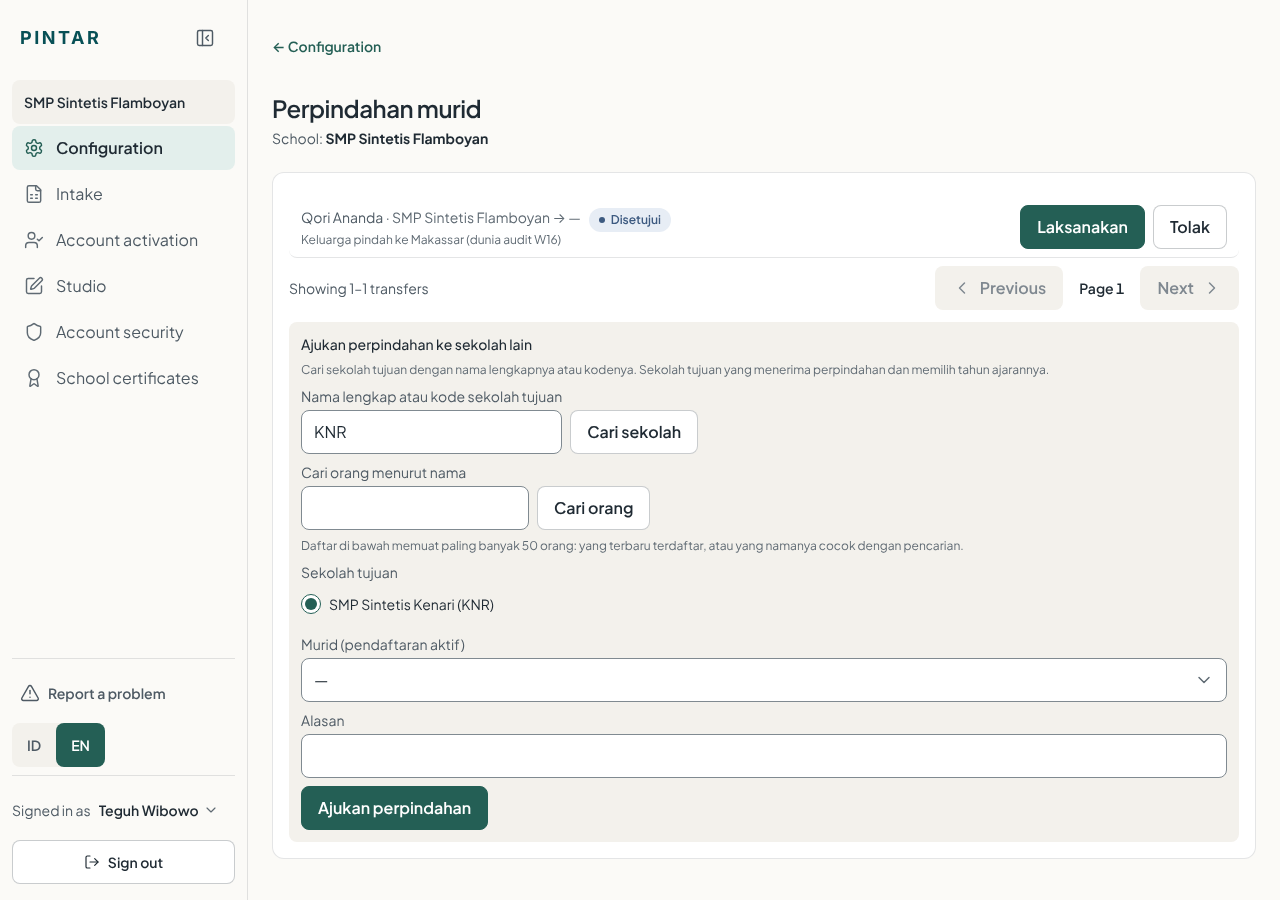 PINTAR
SMP Sintetis Flamboyan
Configuration
Intake
Account activation
Studio
Account security
School certificates
Report a problem
ID EN
Signed in as Teguh Wibowo
Sign out
← Configuration
Perpindahan murid
School: SMP Sintetis Flamboyan
Qori Ananda · SMP Sintetis Flamboyan → — Disetujui
Keluarga pindah ke Makassar (dunia audit W16)
Laksanakan Tolak
Showing 1–1 transfers
Previous Page 1 Next
Ajukan perpindahan ke sekolah lain
Cari sekolah tujuan dengan nama lengkapnya atau kodenya. Sekolah tujuan yang menerima perpindahan dan memilih tahun ajarannya.
Nama lengkap atau kode sekolah tujuan
KNR Cari sekolah
Cari orang menurut nama
Cari orang
Daftar di bawah memuat paling banyak 50 orang: yang terbaru terdaftar, atau yang namanya cocok dengan pencarian.
Sekolah tujuan
SMP Sintetis Kenari (KNR)
Murid (pendaftaran aktif)
—
Alasan
Ajukan perpindahan